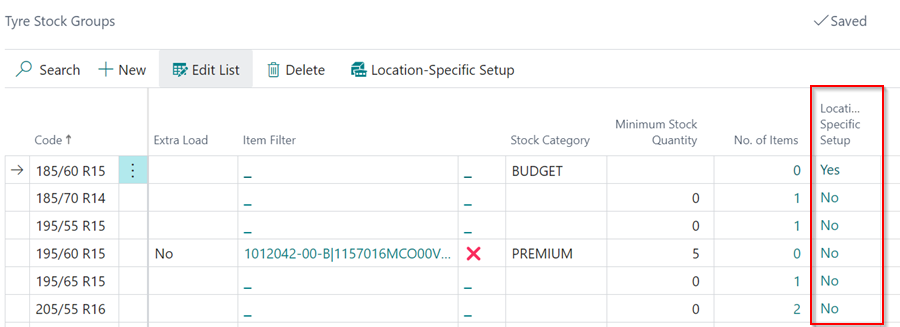 Tyre Stock Groups Saved
Search New Edit List Delete Location-Specific Setup
Locati...
Minimum Stock Specific
Code ↑ Extra Load Item Filter Stock Category Quantity No. of Items Setup
→ 185/60 R15 ⋮ _ _ BUDGET 0 Yes
185/70 R14 _ _ 0 1 No
195/55 R15 _ _ 0 1 No
195/60 R15 No 1012042-00-B|1157016MCO00V... PREMIUM 5 0 No
195/65 R15 _ _ 0 1 No
205/55 R16 _ _ 0 2 No